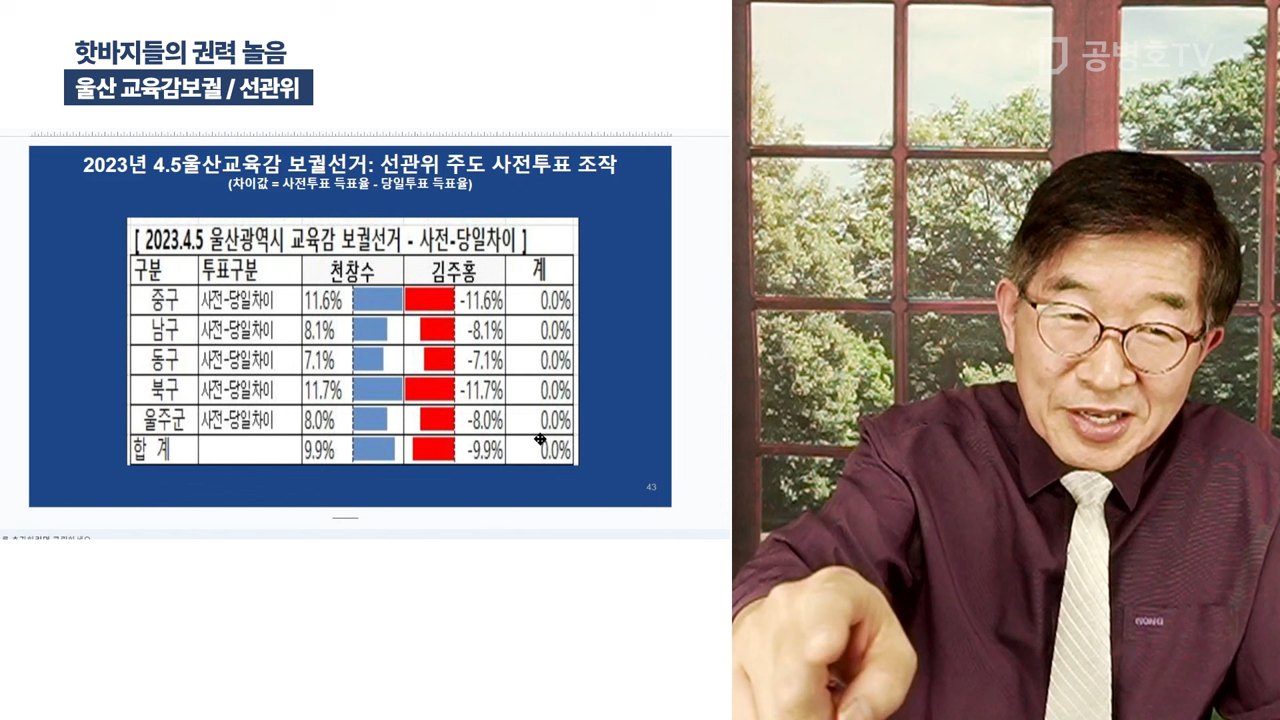 핫바지들의 권력 놀음
울산 교육감보궐 / 선관위
공병호TV
2023년 4.5울산교육감 보궐선거: 선관위 주도 사전투표 조작
(차이값 = 사전투표 득표율 - 당일투표 득표율)
[ 2023.4.5 울산광역시 교육감 보궐선거 - 사전-당일차이 ]
구분 투표구분 천창수 김주홍 계
중구 사전-당일차이 11.6% -11.6% 0.0%
남구 사전-당일차이 8.1% -8.1% 0.0%
동구 사전-당일차이 7.1% -7.1% 0.0%
북구 사전-당일차이 11.7% -11.7% 0.0%
울주군 사전-당일차이 8.0% -8.0% 0.0%
합 계 9.9% -9.9% 0.0%
43
GONG